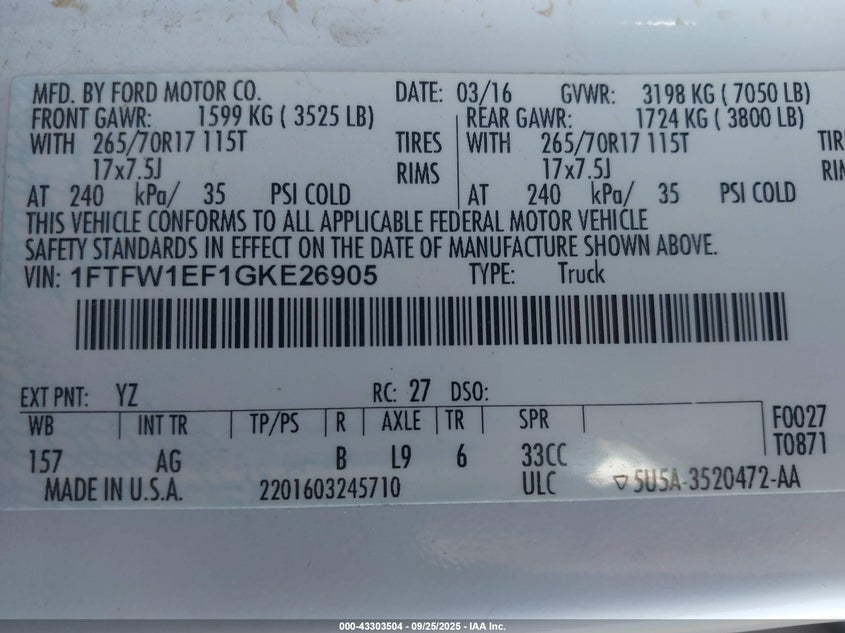 MFD. BY FORD MOTOR CO. DATE: 03/16 GVWR: 3198 KG ( 7050 LB)
FRONT GAWR: 1599 KG ( 3525 LB) REAR GAWR: 1724 KG ( 3800 LB)
WITH 265/70R17 115T TIRES WITH 265/70R17 115T
17x7.5J RIMS 17x7.5J
AT 240 kPa/ 35 PSI COLD AT 240 kPa/ 35 PSI COLD
THIS VEHICLE CONFORMS TO ALL APPLICABLE FEDERAL MOTOR VEHICLE
SAFETY STANDARDS IN EFFECT ON THE DATE OF MANUFACTURE SHOWN ABOVE.
VIN: 1FTFW1EF1GKE26905 TYPE: Truck
EXT PNT: YZ RC: 27 DSO:
WB INT TR TP/PS R AXLE TR SPR F0027
157 AG B L9 6 33CC T0871
MADE IN U.S.A. 2201603245710 ULC ▽5U5A-3520472-AA
000-43303504 - 09/25/2025 - IAA Inc.